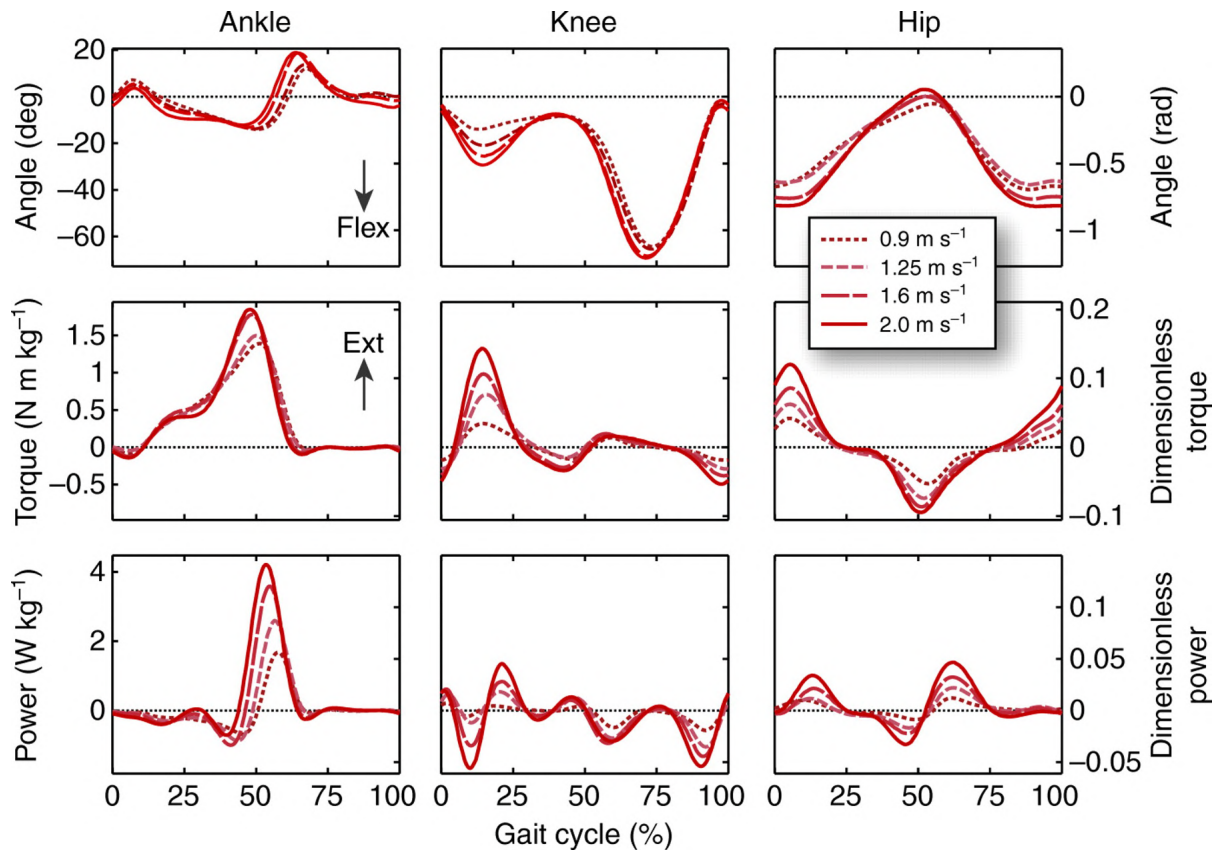 Ankle Knee Hip
20
0
−20
−40
−60
Angle (deg)
Flex
0
−0.5
−1
Angle (rad)
0.9 m s⁻¹
1.25 m s⁻¹
1.6 m s⁻¹
2.0 m s⁻¹
1.5
1
0.5
0
−0.5
Torque (N m kg⁻¹)
Ext
0.2
0.1
0
−0.1
Dimensionless
torque
4
2
0
Power (W kg⁻¹)
0.1
0.05
0
−0.05
Dimensionless
power
0 25 50 75 100 0 25 50 75 100 0 25 50 75 100
Gait cycle (%)